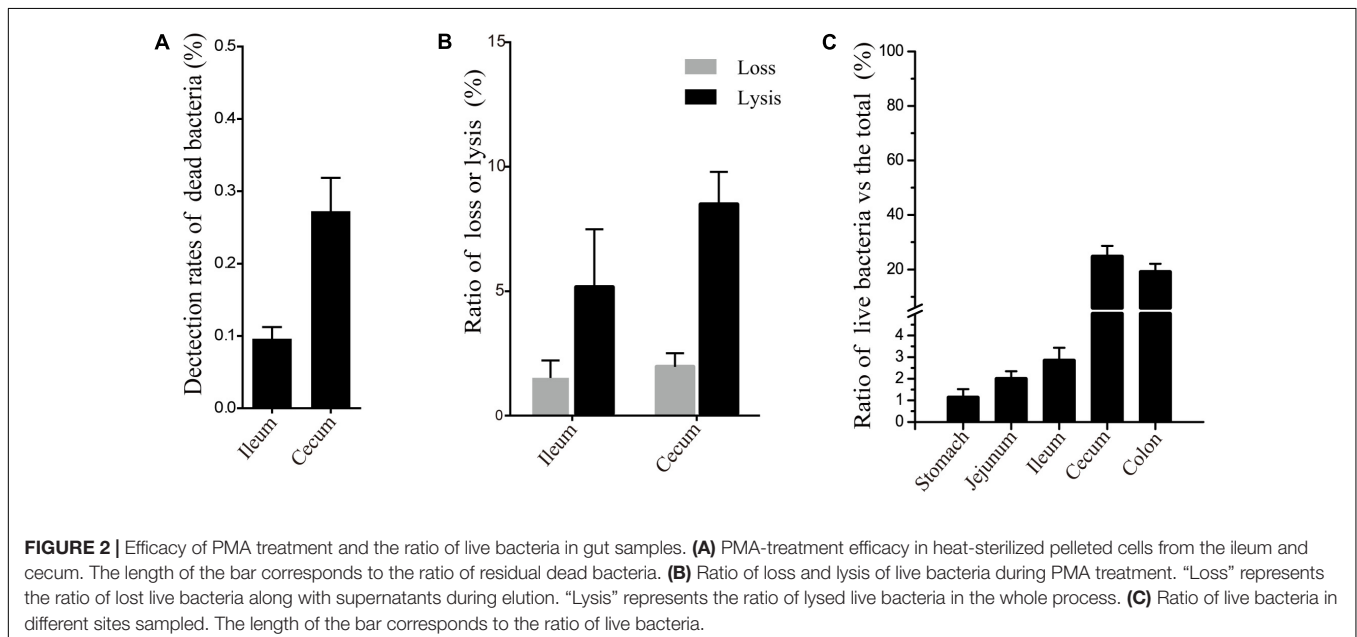 A
Dectection rates of dead bacteria (%)
0.5
0.4
0.3
0.2
0.1
0.0
Ileum
Cecum
B
Ratio of loss or lysis (%)
15
10
5
0
Loss
Lysis
Ileum
Cecum
C
Ratio of live bacteria vs the total (%)
100
80
60
40
20
4
3
2
1
0
Stomach
Jejunum
Ileum
Cecum
Colon
FIGURE 2 | Efficacy of PMA treatment and the ratio of live bacteria in gut samples. (A) PMA-treatment efficacy in heat-sterilized pelleted cells from the ileum and
cecum. The length of the bar corresponds to the ratio of residual dead bacteria. (B) Ratio of loss and lysis of live bacteria during PMA treatment. “Loss” represents
the ratio of lost live bacteria along with supernatants during elution. “Lysis” represents the ratio of lysed live bacteria in the whole process. (C) Ratio of live bacteria in
different sites sampled. The length of the bar corresponds to the ratio of live bacteria.